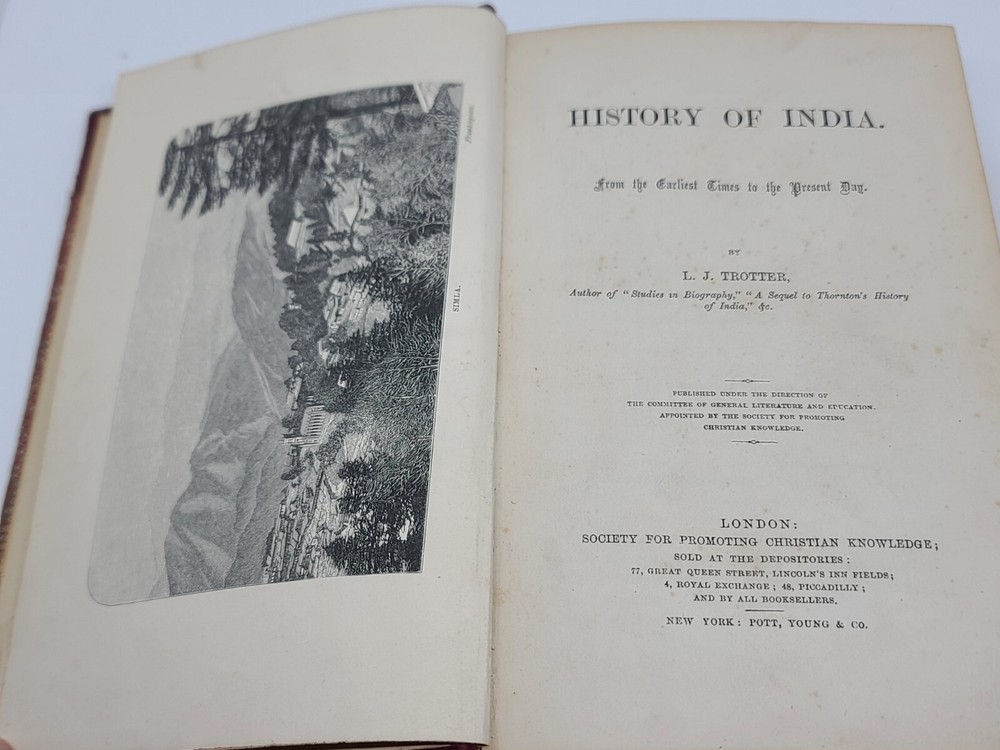 Frontispiece.
SIMLA.
HISTORY OF INDIA.
From the Earliest Times to the Present Day.
BY
L. J. TROTTER,
Author of "Studies in Biography," "A Sequel to Thornton's History
of India," &c.
PUBLISHED UNDER THE DIRECTION OF
THE COMMITTEE OF GENERAL LITERATURE AND EDUCATION,
APPOINTED BY THE SOCIETY FOR PROMOTING
CHRISTIAN KNOWLEDGE.
LONDON:
SOCIETY FOR PROMOTING CHRISTIAN KNOWLEDGE;
SOLD AT THE DEPOSITORIES:
77, GREAT QUEEN STREET, LINCOLN'S INN FIELDS;
4, ROYAL EXCHANGE; 48, PICCADILLY;
AND BY ALL BOOKSELLERS.
NEW YORK: POTT, YOUNG & CO.